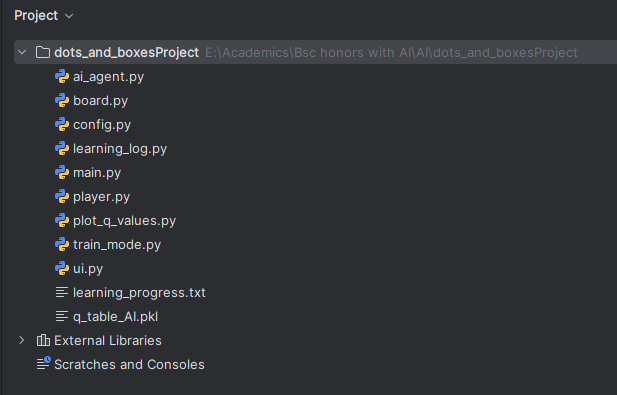 Project
dots_and_boxesProject E:\Academics\Bsc honors with AI\AI\dots_and_boxesProject
ai_agent.py
board.py
config.py
learning_log.py
main.py
player.py
plot_q_values.py
train_mode.py
ui.py
learning_progress.txt
q_table_AI.pkl
External Libraries
Scratches and Consoles